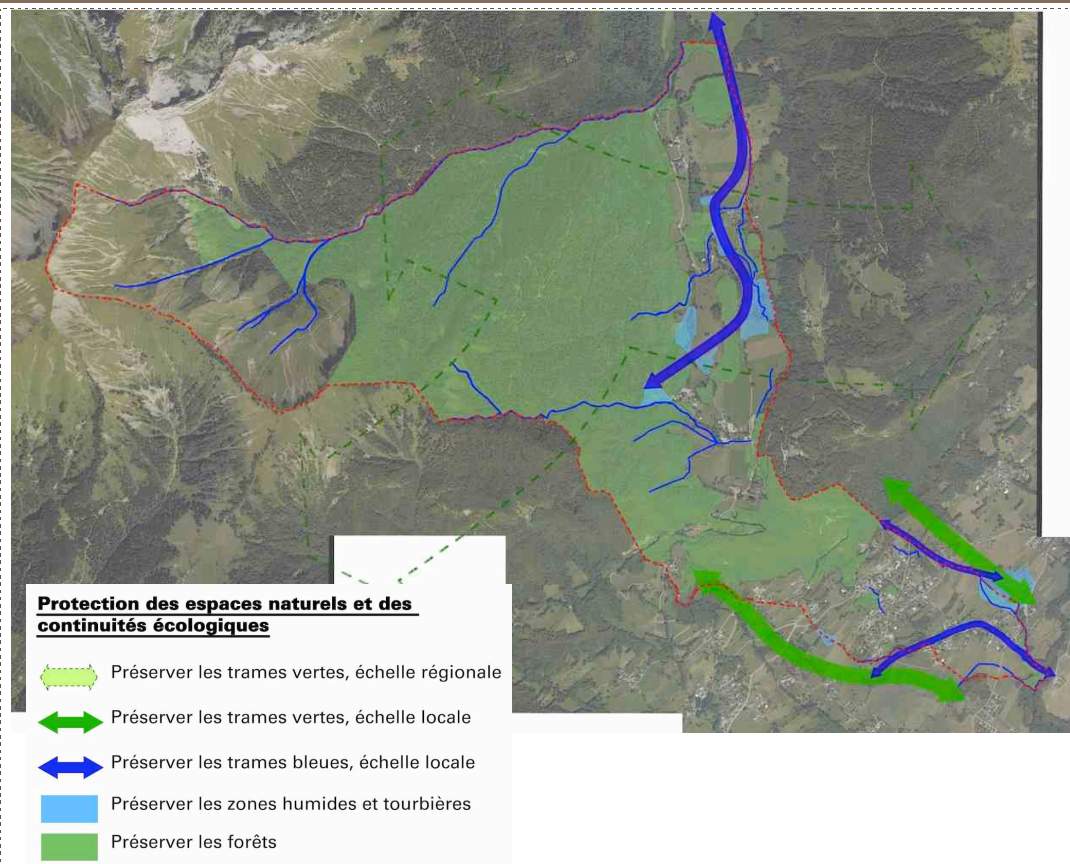 Protection des espaces naturels et des
continuités écologiques
Préserver les trames vertes, échelle régionale
Préserver les trames vertes, échelle locale
Préserver les trames bleues, échelle locale
Préserver les zones humides et tourbières
Préserver les forêts